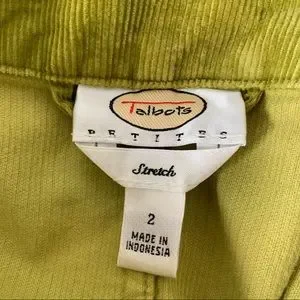 Talbots
PETITES
Stretch
2
MADE IN
INDONESIA